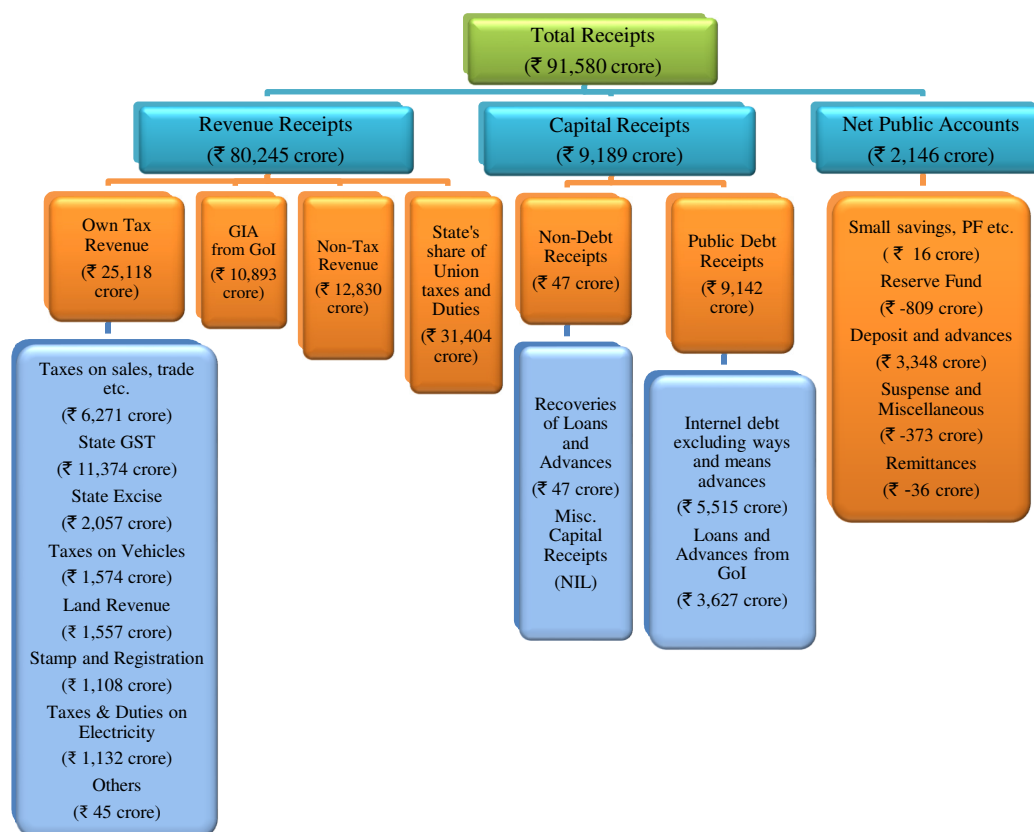 Total Receipts
(₹ 91,580 crore)
Revenue Receipts
(₹ 80,245 crore)
Capital Receipts
(₹ 9,189 crore)
Net Public Accounts
(₹ 2,146 crore)
Own Tax
Revenue
(₹ 25,118
crore)
GIA
from GoI
(₹ 10,893
crore)
Non-Tax
Revenue
(₹ 12,830
crore)
State's
share of
Union
taxes and
Duties
(₹ 31,404
crore)
Non-Debt
Receipts
(₹ 47 crore)
Public Debt
Receipts
(₹ 9,142
crore)
Small savings, PF etc.
(₹ 16 crore)
Reserve Fund
(₹ -809 crore)
Deposit and advances
(₹ 3,348 crore)
Suspense and
Miscellaneous
(₹ -373 crore)
Remittances
(₹ -36 crore)
Taxes on sales, trade
etc.
(₹ 6,271 crore)
State GST
(₹ 11,374 crore)
State Excise
(₹ 2,057 crore)
Taxes on Vehicles
(₹ 1,574 crore)
Land Revenue
(₹ 1,557 crore)
Stamp and Registration
(₹ 1,108 crore)
Taxes & Duties on
Electricity
(₹ 1,132 crore)
Others
(₹ 45 crore)
Recoveries
of Loans
and
Advances
(₹ 47 crore)
Misc.
Capital
Receipts
(NIL)
Internel debt
excluding ways
and means
advances
(₹ 5,515 crore)
Loans and
Advances from
GoI
(₹ 3,627 crore)